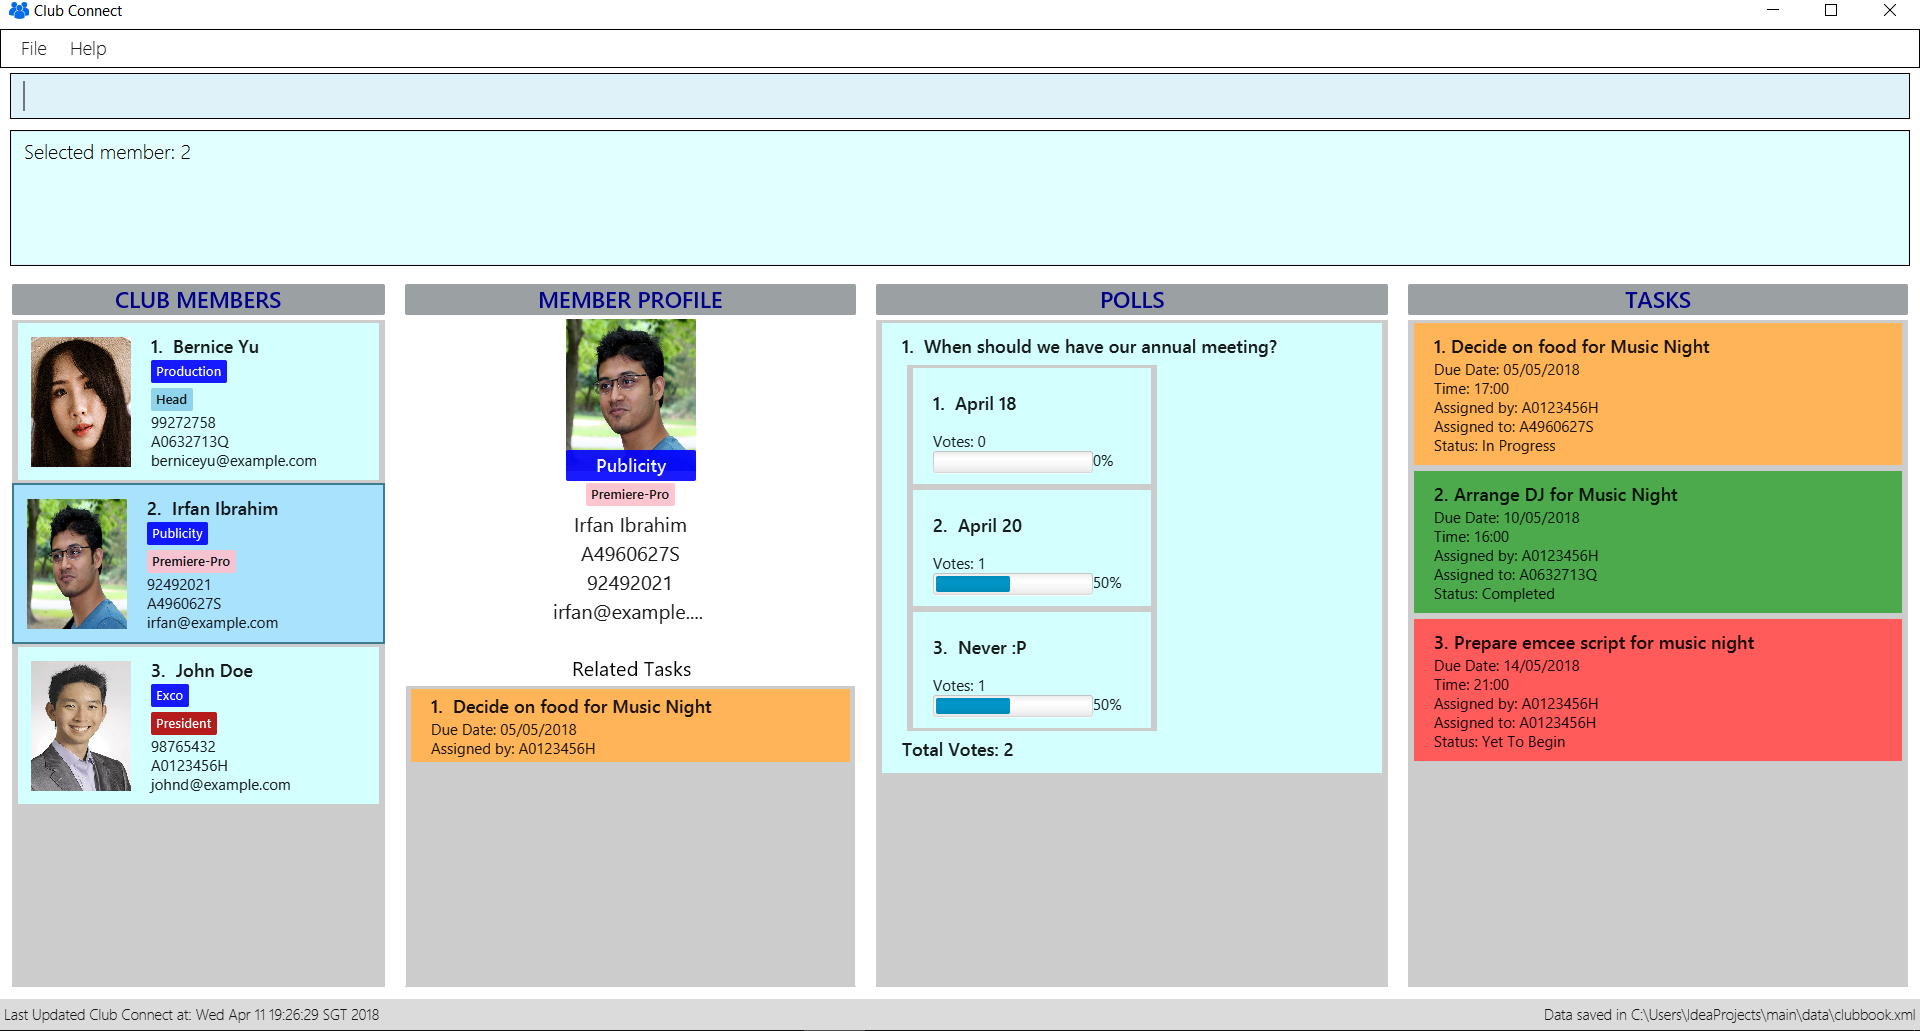 Club Connect
File Help
Selected member: 2
CLUB MEMBERS
1. Bernice Yu
Production
Head
99272758
A0632713Q
berniceyu@example.com
2. Irfan Ibrahim
Publicity
Premiere-Pro
92492021
A4960627S
irfan@example.com
3. John Doe
Exco
President
98765432
A0123456H
johnd@example.com
MEMBER PROFILE
Publicity
Premiere-Pro
Irfan Ibrahim
A4960627S
92492021
irfan@example....
Related Tasks
1. Decide on food for Music Night
Due Date: 05/05/2018
Assigned by: A0123456H
POLLS
1. When should we have our annual meeting?
1. April 18
Votes: 0
0%
2. April 20
Votes: 1
50%
3. Never :P
Votes: 1
50%
Total Votes: 2
TASKS
1. Decide on food for Music Night
Due Date: 05/05/2018
Time: 17:00
Assigned by: A0123456H
Assigned to: A4960627S
Status: In Progress
2. Arrange DJ for Music Night
Due Date: 10/05/2018
Time: 16:00
Assigned by: A0123456H
Assigned to: A0632713Q
Status: Completed
3. Prepare emcee script for music night
Due Date: 14/05/2018
Time: 21:00
Assigned by: A0123456H
Assigned to: A0123456H
Status: Yet To Begin
Last Updated Club Connect at: Wed Apr 11 19:26:29 SGT 2018
Data saved in C:\Users\IdeaProjects\main\data\clubbook.xml